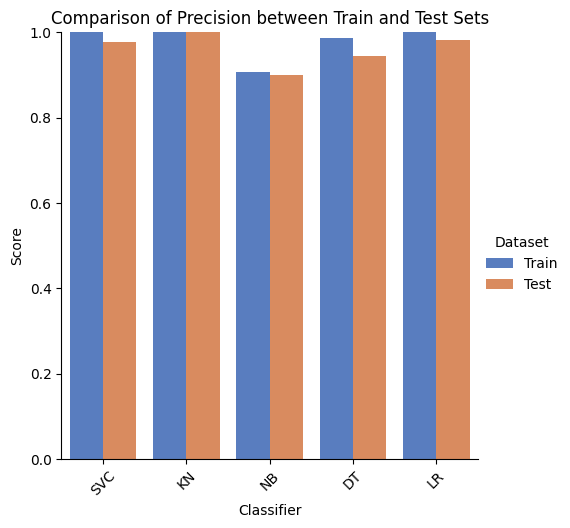 Comparison of Precision between Train and Test Sets
1.0
0.8
0.6
0.4
0.2
0.0
Score
SVC
KN
NB
DT
LR
Classifier
Dataset
Train
Test